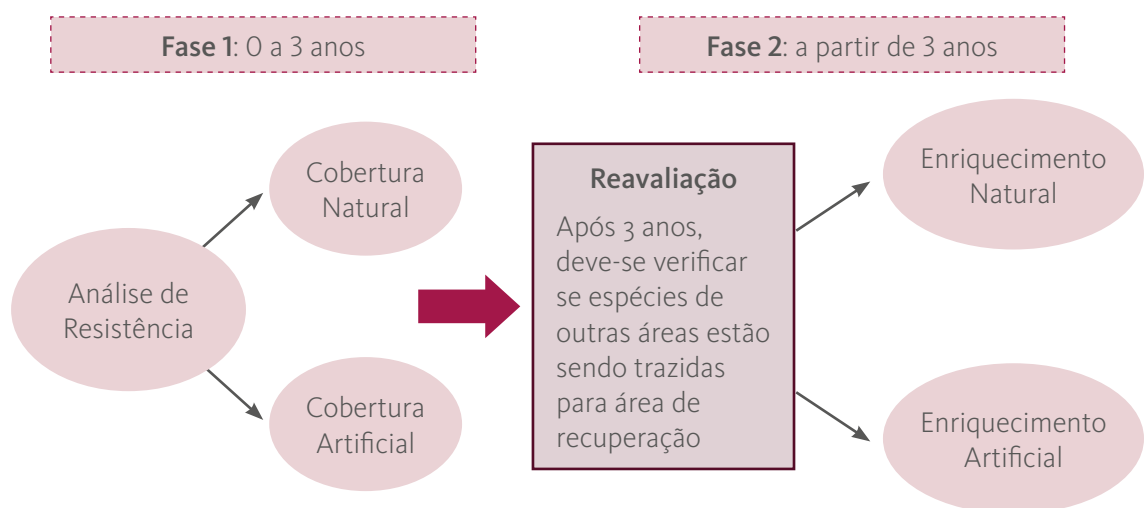 Fase 1: 0 a 3 anos
Fase 2: a partir de 3 anos
Análise de
Resistência
Cobertura
Natural
Cobertura
Artificial
Reavaliação
Após 3 anos,
deve-se verificar
se espécies de
outras áreas estão
sendo trazidas
para área de
recuperação
Enriquecimento
Natural
Enriquecimento
Artificial